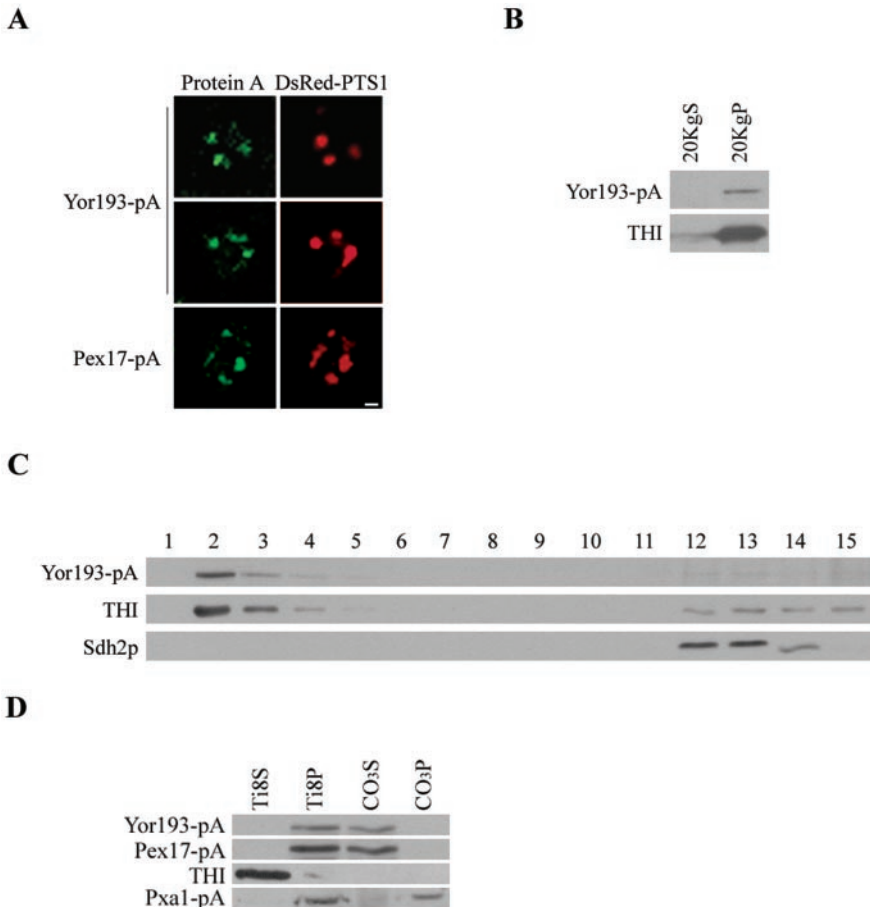 A
B
Protein A DsRed-PTS1
Yor193-pA
Pex17-pA
20KgS 20KgP
Yor193-pA
THI
C
1 2 3 4 5 6 7 8 9 10 11 12 13 14 15
Yor193-pA
THI
Sdh2p
D
Ti8S Ti8P CO3S CO3P
Yor193-pA
Pex17-pA
THI
Pxa1-pA